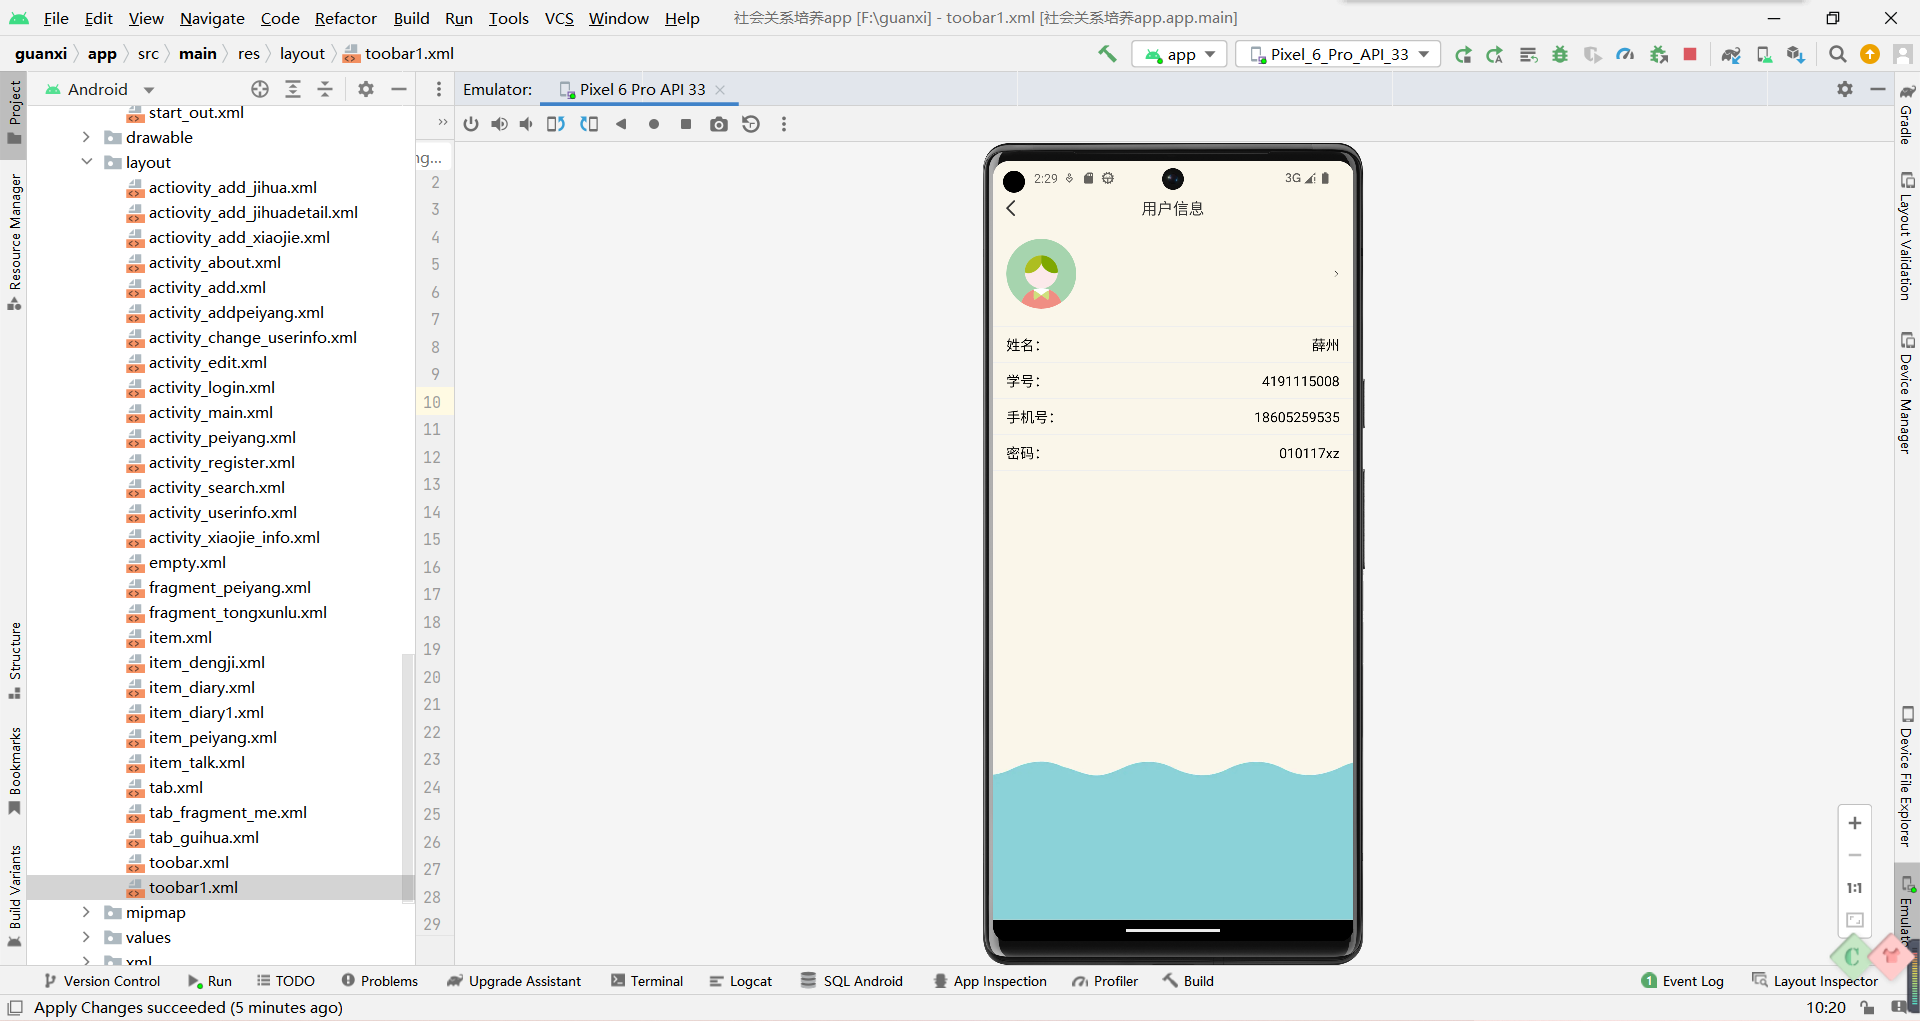 File Edit View Navigate Code Refactor Build Run Tools VCS Window Help 社会关系培养app [F:\guanxi] - toobar1.xml [社会关系培养app.app.main]
guanxi app src main res layout toobar1.xml app Pixel_6_Pro_API_33
Android Emulator: Pixel 6 Pro API 33
start_out.xml
drawable
layout
actiovity_add_jihua.xml
actiovity_add_jihuadetail.xml
actiovity_add_xiaojie.xml
activity_about.xml
activity_add.xml
activity_addpeiyang.xml
activity_change_userinfo.xml
activity_edit.xml
activity_login.xml
activity_main.xml
activity_peiyang.xml
activity_register.xml
activity_search.xml
activity_userinfo.xml
activity_xiaojie_info.xml
empty.xml
fragment_peiyang.xml
fragment_tongxunlu.xml
item.xml
item_dengji.xml
item_diary.xml
item_diary1.xml
item_peiyang.xml
item_talk.xml
tab.xml
tab_fragment_me.xml
tab_guihua.xml
toobar.xml
toobar1.xml
mipmap
values
xml
Project
Resource Manager
Structure
Bookmarks
Build Variants
ng...
2
3
4
5
6
7
8
9
10
11
12
13
14
15
16
17
18
19
20
21
22
23
24
25
26
27
28
29
2:29 3G
用户信息
姓名： 薛州
学号： 4191115008
手机号： 18605259535
密码： 010117xz
1:1
Gradle
Layout Validation
Device Manager
Device File Explorer
Emulator
C
Version Control Run TODO Problems Upgrade Assistant Terminal Logcat SQL Android App Inspection Profiler Build 1 Event Log Layout Inspector
Apply Changes succeeded (5 minutes ago) 10:20